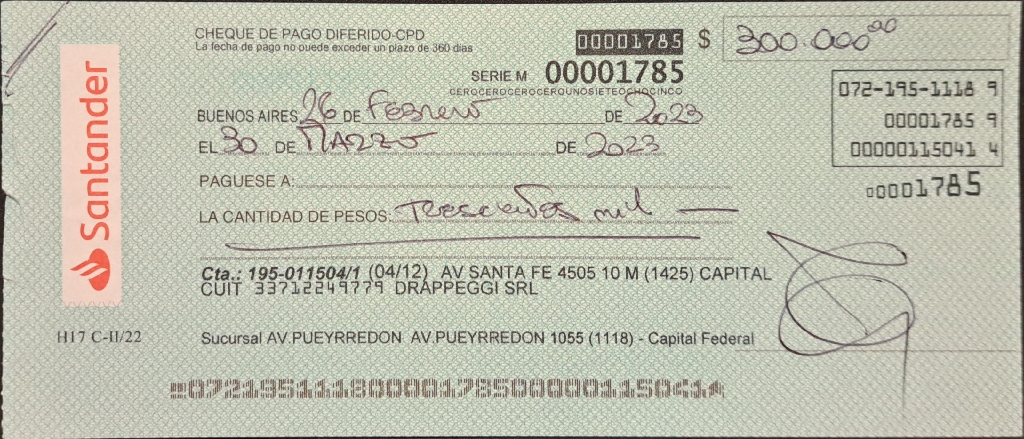 Santander
CHEQUE DE PAGO DIFERIDO-CPD
La fecha de pago no puede exceder un plazo de 360 dias
00001785 $ 300.000,00
SERIE M 00001785
CEROCEROCEROCEROUNOSIETEOCHOCINCO
072-195-1118 9
00001785 9
00000115041 4
00001785
BUENOS AIRES, 26 DE Febrero DE 2023
EL 30 DE MARZO DE 2023
PAGUESE A:
LA CANTIDAD DE PESOS: Trescientos mil
Cta.: 195-011504/1 (04/12) AV SANTA FE 4505 10 M (1425) CAPITAL
CUIT 33712249779 DRAPPEGGI SRL
H17 C-II/22
Sucursal AV.PUEYRREDON AV.PUEYRREDON 1055 (1118) - Capital Federal
07219511180000178500000115041